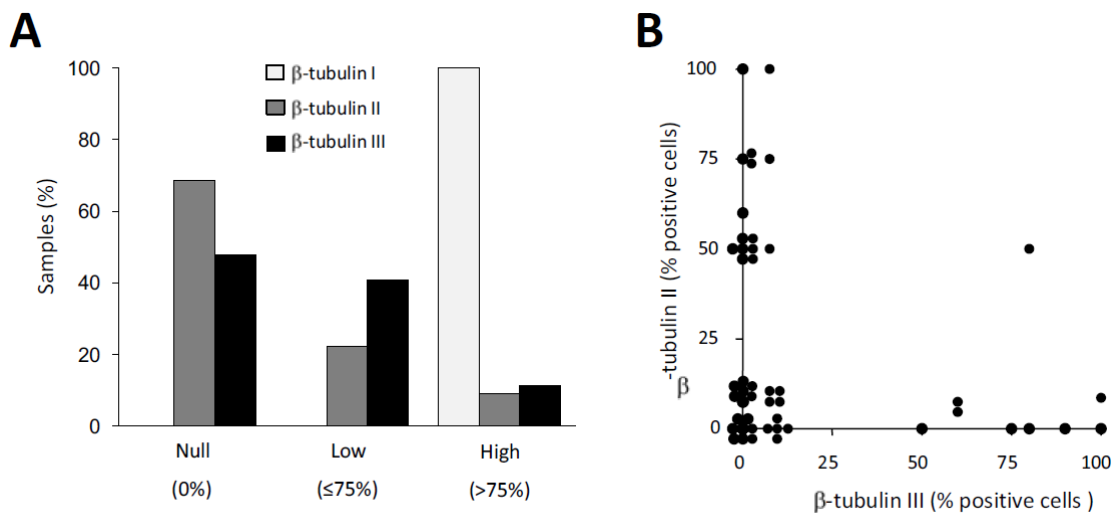 A
100
80
60
40
20
0
Samples (%)
β-tubulin I
β-tubulin II
β-tubulin III
Null
Low
High
(0%)
(≤75%)
(>75%)
B
100
75
50
25
0
β -tubulin II (% positive cells)
0
25
50
75
100
β-tubulin III (% positive cells )